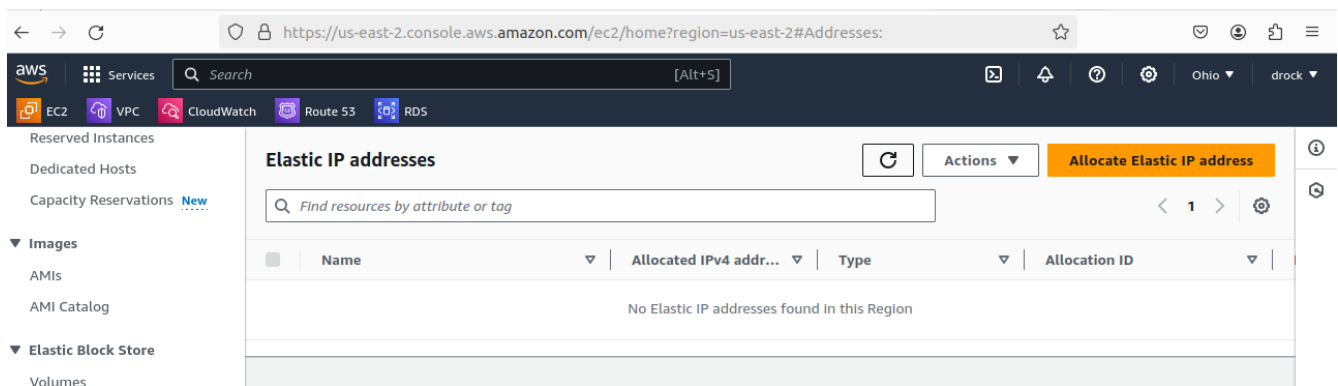 https://us-east-2.console.aws.amazon.com/ec2/home?region=us-east-2#Addresses:
aws Services Search [Alt+S] Ohio drock
EC2 VPC CloudWatch Route 53 RDS
Reserved Instances
Dedicated Hosts
Capacity Reservations New
Images
AMIs
AMI Catalog
Elastic Block Store
Volumes
Elastic IP addresses Actions Allocate Elastic IP address
Find resources by attribute or tag 1
Name Allocated IPv4 addr... Type Allocation ID
No Elastic IP addresses found in this Region